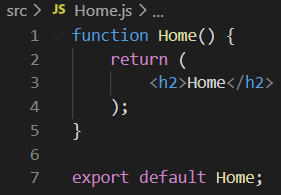 src > JS Home.js > ...
1 function Home() {
2     return (
3         <h2>Home</h2>
4     );
5 }
6
7 export default Home;